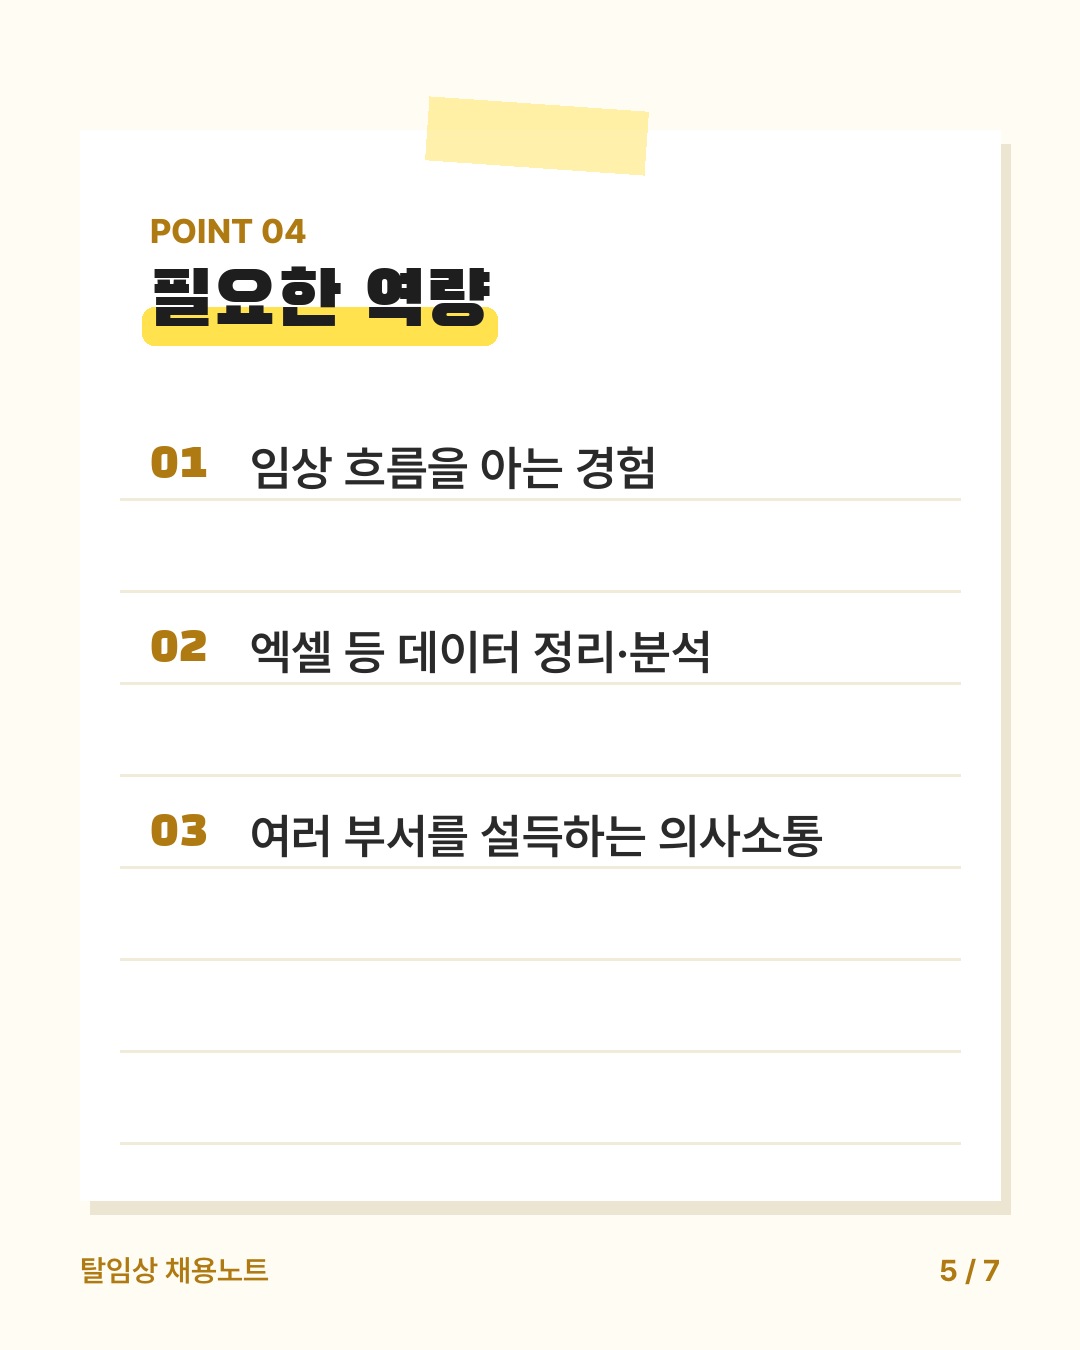 POINT 04
필요한 역량
01 임상 흐름을 아는 경험
02 엑셀 등 데이터 정리·분석
03 여러 부서를 설득하는 의사소통
탈임상 채용노트
5 / 7